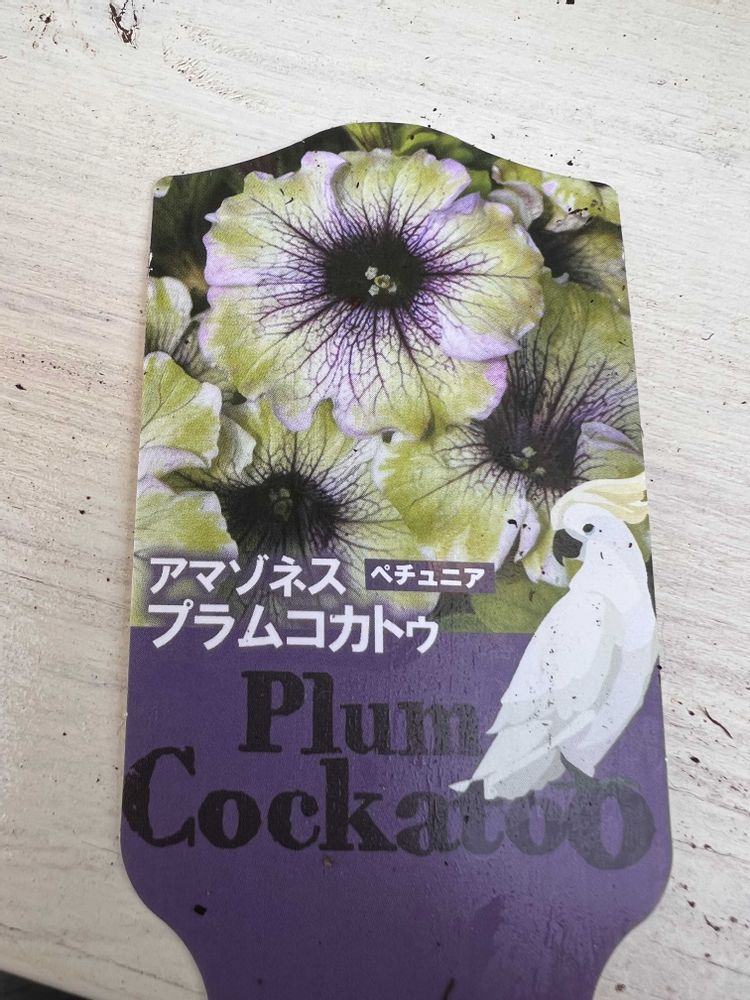 アマゾネス ペチュニア
プラムコカトゥ
Plum
Cockatoo